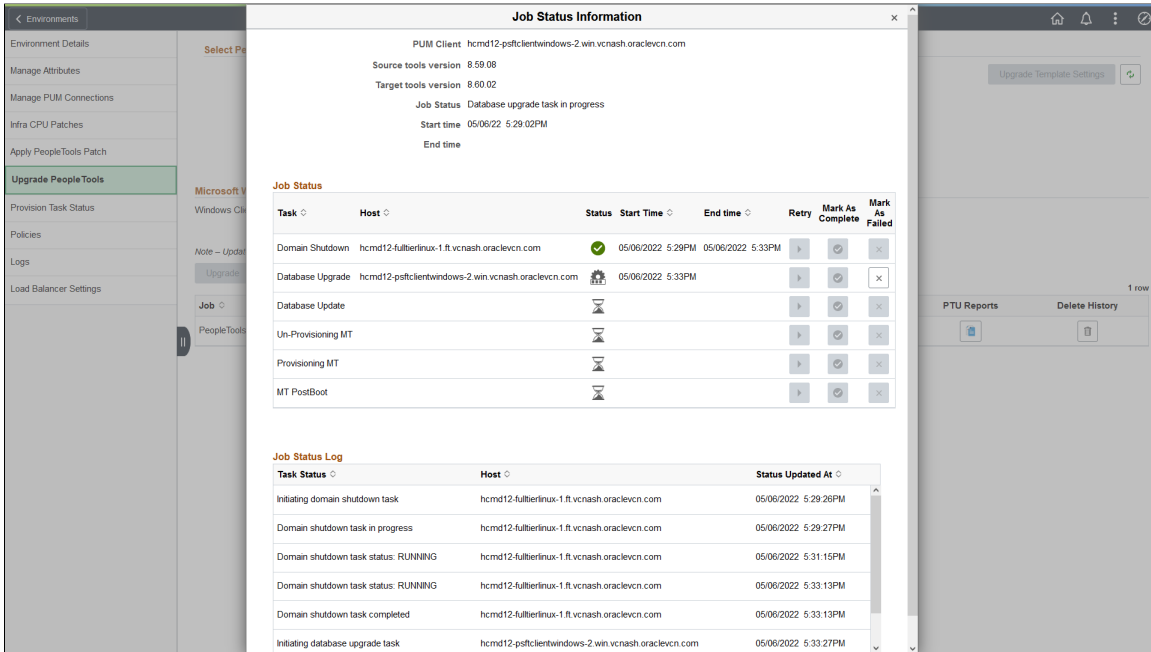 Environments
Job Status Information
Environment Details
Manage Attributes
Manage PUM Connections
Infra CPU Patches
Apply PeopleTools Patch
Upgrade PeopleTools
Provision Task Status
Policies
Logs
Load Balancer Settings
Select Pe
Upgrade Template Settings
Microsoft W
Windows Cli
Note – Updat
Upgrade
1 row
Job
PeopleTools
PTU Reports
Delete History
PUM Client hcmd12-psftclientwindows-2.win.vcnash.oraclevcn.com
Source tools version 8.59.08
Target tools version 8.60.02
Job Status Database upgrade task in progress
Start time 05/06/22 5:29:02PM
End time
Job Status
Task Host Status Start Time End time Retry Mark As Complete Mark As Failed
Domain Shutdown hcmd12-fulltierlinux-1.ft.vcnash.oraclevcn.com 05/06/2022 5:29PM 05/06/2022 5:33PM
Database Upgrade hcmd12-psftclientwindows-2.win.vcnash.oraclevcn.com 05/06/2022 5:33PM
Database Update
Un-Provisioning MT
Provisioning MT
MT PostBoot
Job Status Log
Task Status Host Status Updated At
Initiating domain shutdown task hcmd12-fulltierlinux-1.ft.vcnash.oraclevcn.com 05/06/2022 5:29:26PM
Domain shutdown task in progress hcmd12-fulltierlinux-1.ft.vcnash.oraclevcn.com 05/06/2022 5:29:27PM
Domain shutdown task status: RUNNING hcmd12-fulltierlinux-1.ft.vcnash.oraclevcn.com 05/06/2022 5:31:15PM
Domain shutdown task status: RUNNING hcmd12-fulltierlinux-1.ft.vcnash.oraclevcn.com 05/06/2022 5:33:13PM
Domain shutdown task completed hcmd12-fulltierlinux-1.ft.vcnash.oraclevcn.com 05/06/2022 5:33:13PM
Initiating database upgrade task hcmd12-psftclientwindows-2.win.vcnash.oraclevcn.com 05/06/2022 5:33:27PM